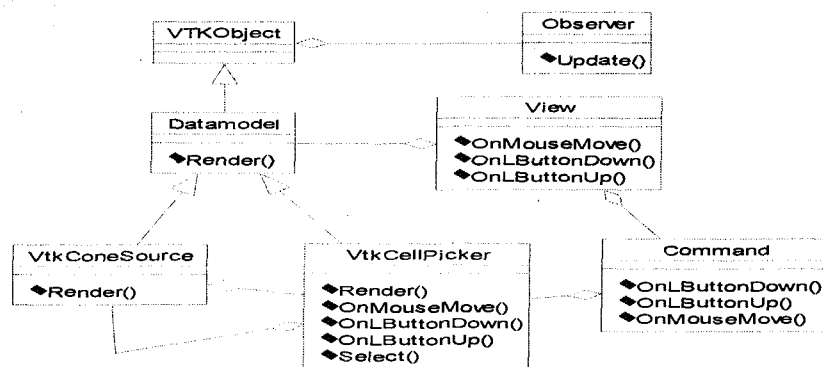 VTKObject
Observer
Update()
Datamodel
Render()
View
OnMouseMove()
OnLButtonDown()
OnLButtonUp()
VtkConeSource
Render()
VtkCellPicker
Render()
OnMouseMove()
OnLButtonDown()
OnLButtonUp()
Select()
Command
OnLButtonDown()
OnLButtonUp()
OnMouseMove()